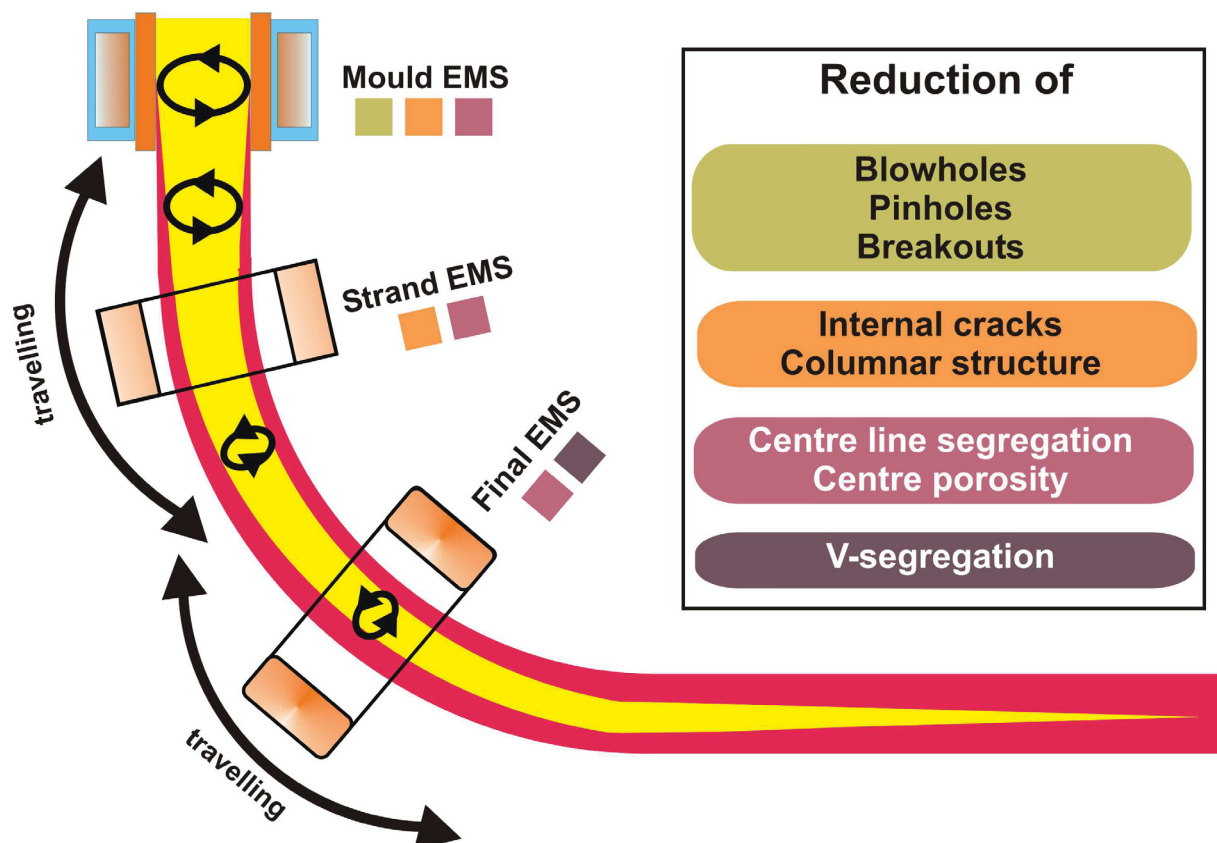 Mould EMS
Strand EMS
Final EMS
travelling
travelling
Reduction of
Blowholes
Pinholes
Breakouts
Internal cracks
Columnar structure
Centre line segregation
Centre porosity
V-segregation